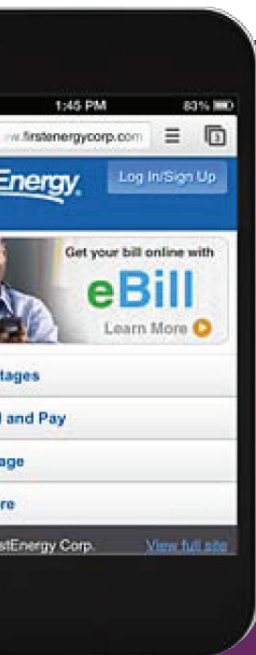 1:45 PM 83%
w.firstenergycorp.com 3
Energy
Log In/Sign Up
Get your bill online with
eBill
Learn More
tages
l and Pay
age
re
stEnergy Corp. View full site